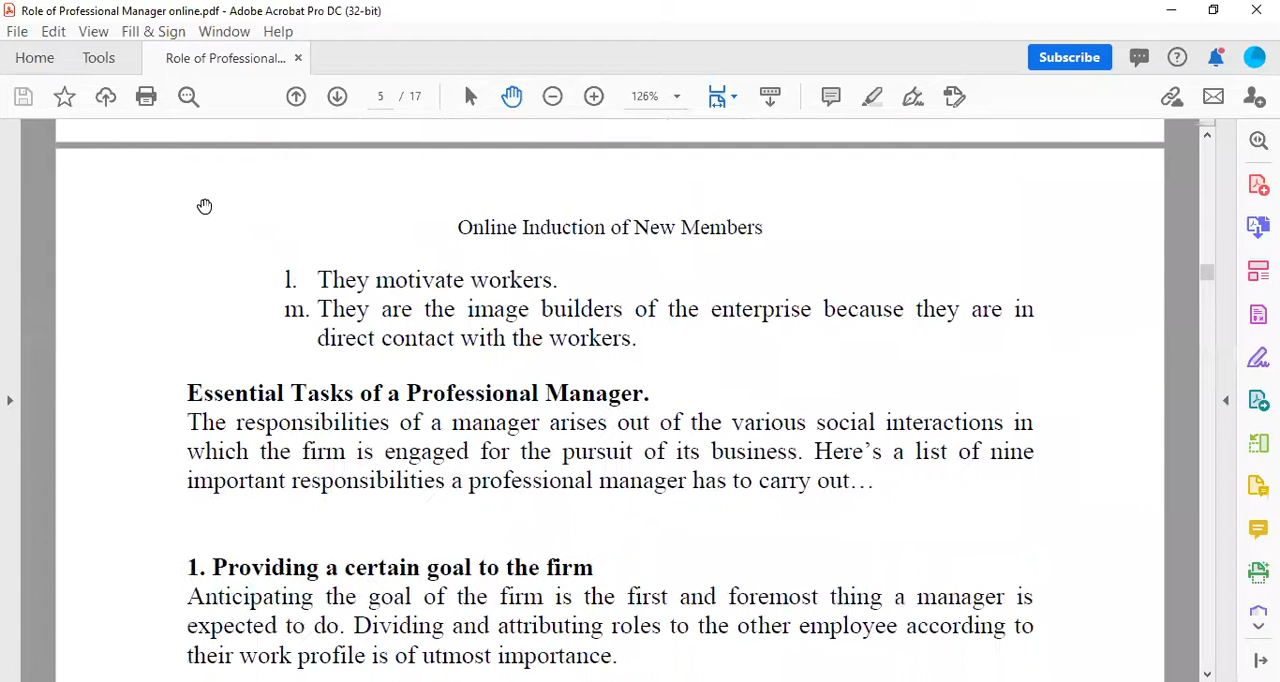 Role of Professional Manager online.pdf - Adobe Acrobat Pro DC (32-bit)
File Edit View Fill & Sign Window Help
Home Tools Role of Professional... ×
Subscribe
5 / 17 126%
Online Induction of New Members
l. They motivate workers.
m. They are the image builders of the enterprise because they are in
direct contact with the workers.
Essential Tasks of a Professional Manager.
The responsibilities of a manager arises out of the various social interactions in
which the firm is engaged for the pursuit of its business. Here’s a list of nine
important responsibilities a professional manager has to carry out…
1. Providing a certain goal to the firm
Anticipating the goal of the firm is the first and foremost thing a manager is
expected to do. Dividing and attributing roles to the other employee according to
their work profile is of utmost importance.